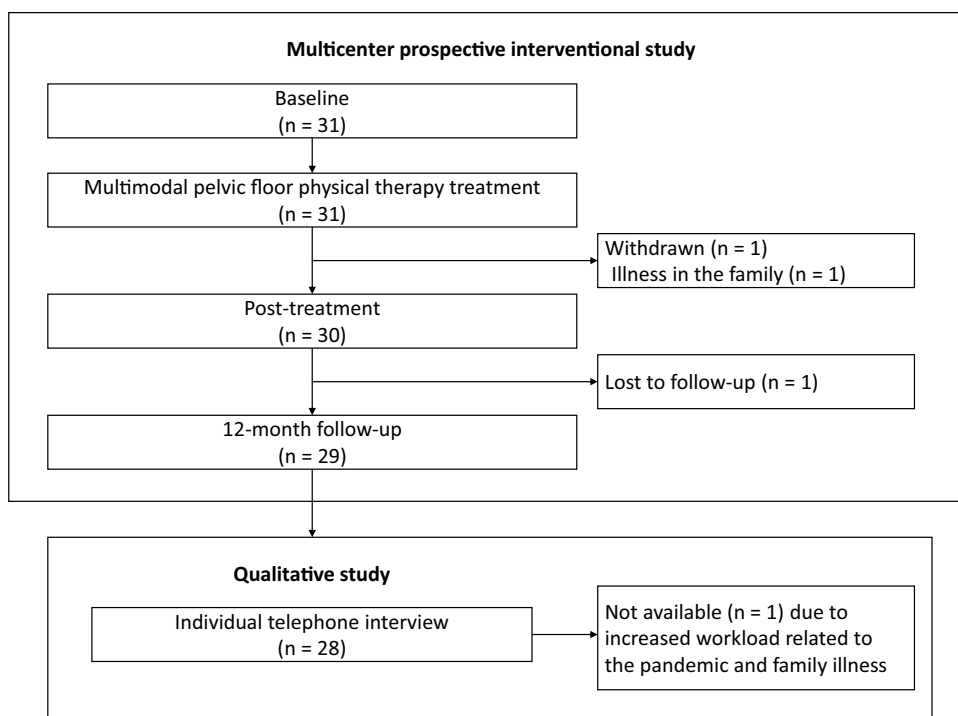 Multicenter prospective interventional study
Baseline
(n = 31)
Multimodal pelvic floor physical therapy treatment
(n = 31)
Withdrawn (n = 1)
Illness in the family (n = 1)
Post-treatment
(n = 30)
Lost to follow-up (n = 1)
12-month follow-up
(n = 29)
Qualitative study
Individual telephone interview
(n = 28)
Not available (n = 1) due to
increased workload related to
the pandemic and family illness